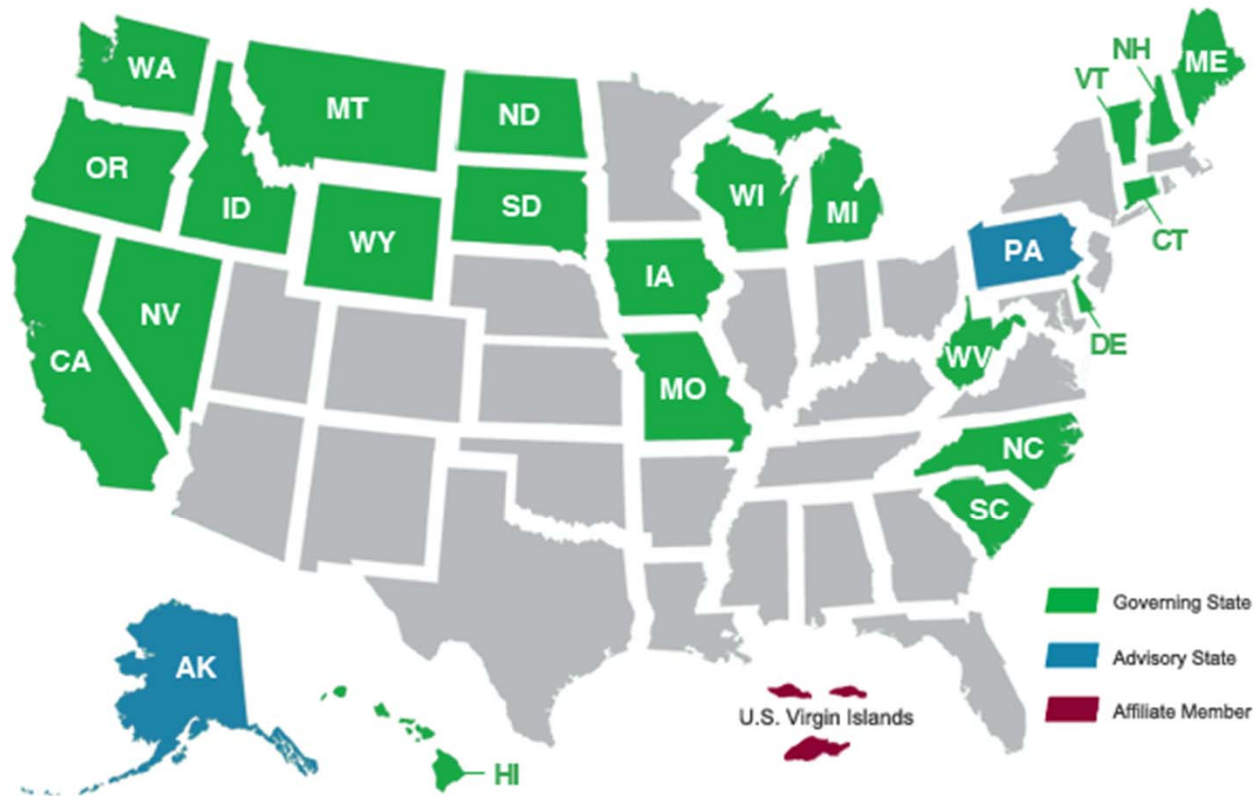 NH
ME
VT
WA
MT
ND
OR
ID
SD
WI
MI
WY
CT
PA
IA
NV
DE
CA
WV
MO
NC
SC
Governing State
Advisory State
AK
Affiliate Member
U.S. Virgin Islands
HI